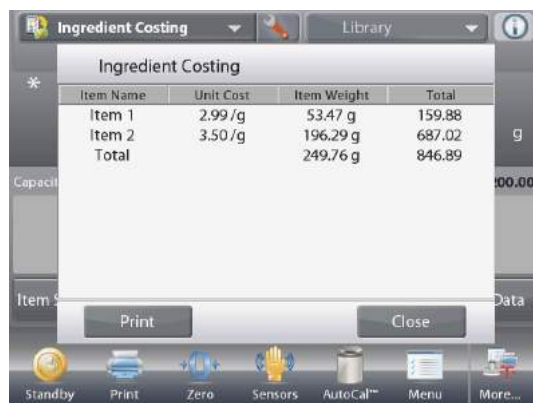 Ingredient Costing Library
Ingredient Costing
*
Item Name Unit Cost Item Weight Total
Item 1 2.99 /g 53.47 g 159.88
Item 2 3.50 /g 196.29 g 687.02
Total 249.76 g 846.89
g
Capacit 200.00
Item S Data
Print Close
Standby Print Zero Sensors AutoCal™ Menu More...